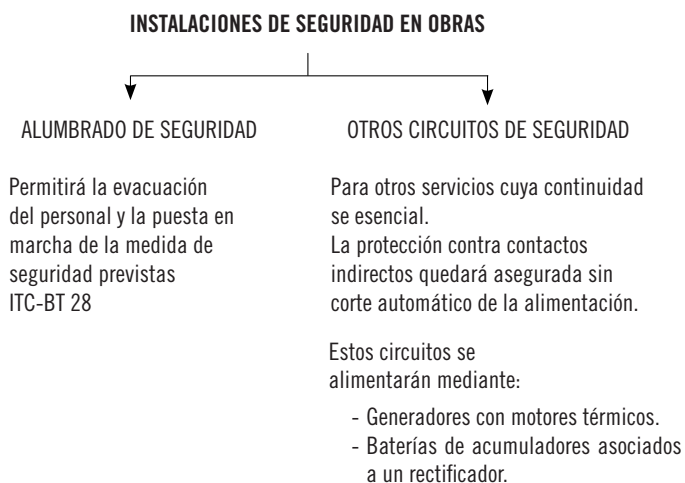 INSTALACIONES DE SEGURIDAD EN OBRAS
ALUMBRADO DE SEGURIDAD
Permitirá la evacuación
del personal y la puesta en
marcha de la medida de
seguridad previstas
ITC-BT 28
OTROS CIRCUITOS DE SEGURIDAD
Para otros servicios cuya continuidad
se esencial.
La protección contra contactos
indirectos quedará asegurada sin
corte automático de la alimentación.
Estos circuitos se
alimentarán mediante:
- Generadores con motores térmicos.
- Baterías de acumuladores asociados
a un rectificador.